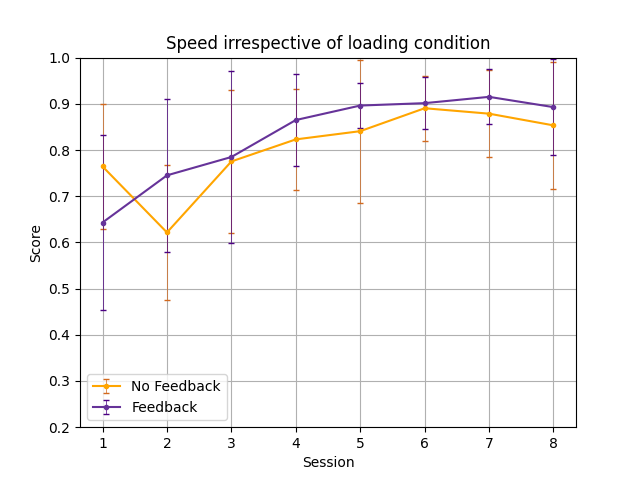 Speed irrespective of loading condition
1.0
0.9
0.8
0.7
0.6
0.5
0.4
0.3
0.2
Score
No Feedback
Feedback
1 2 3 4 5 6 7 8
Session